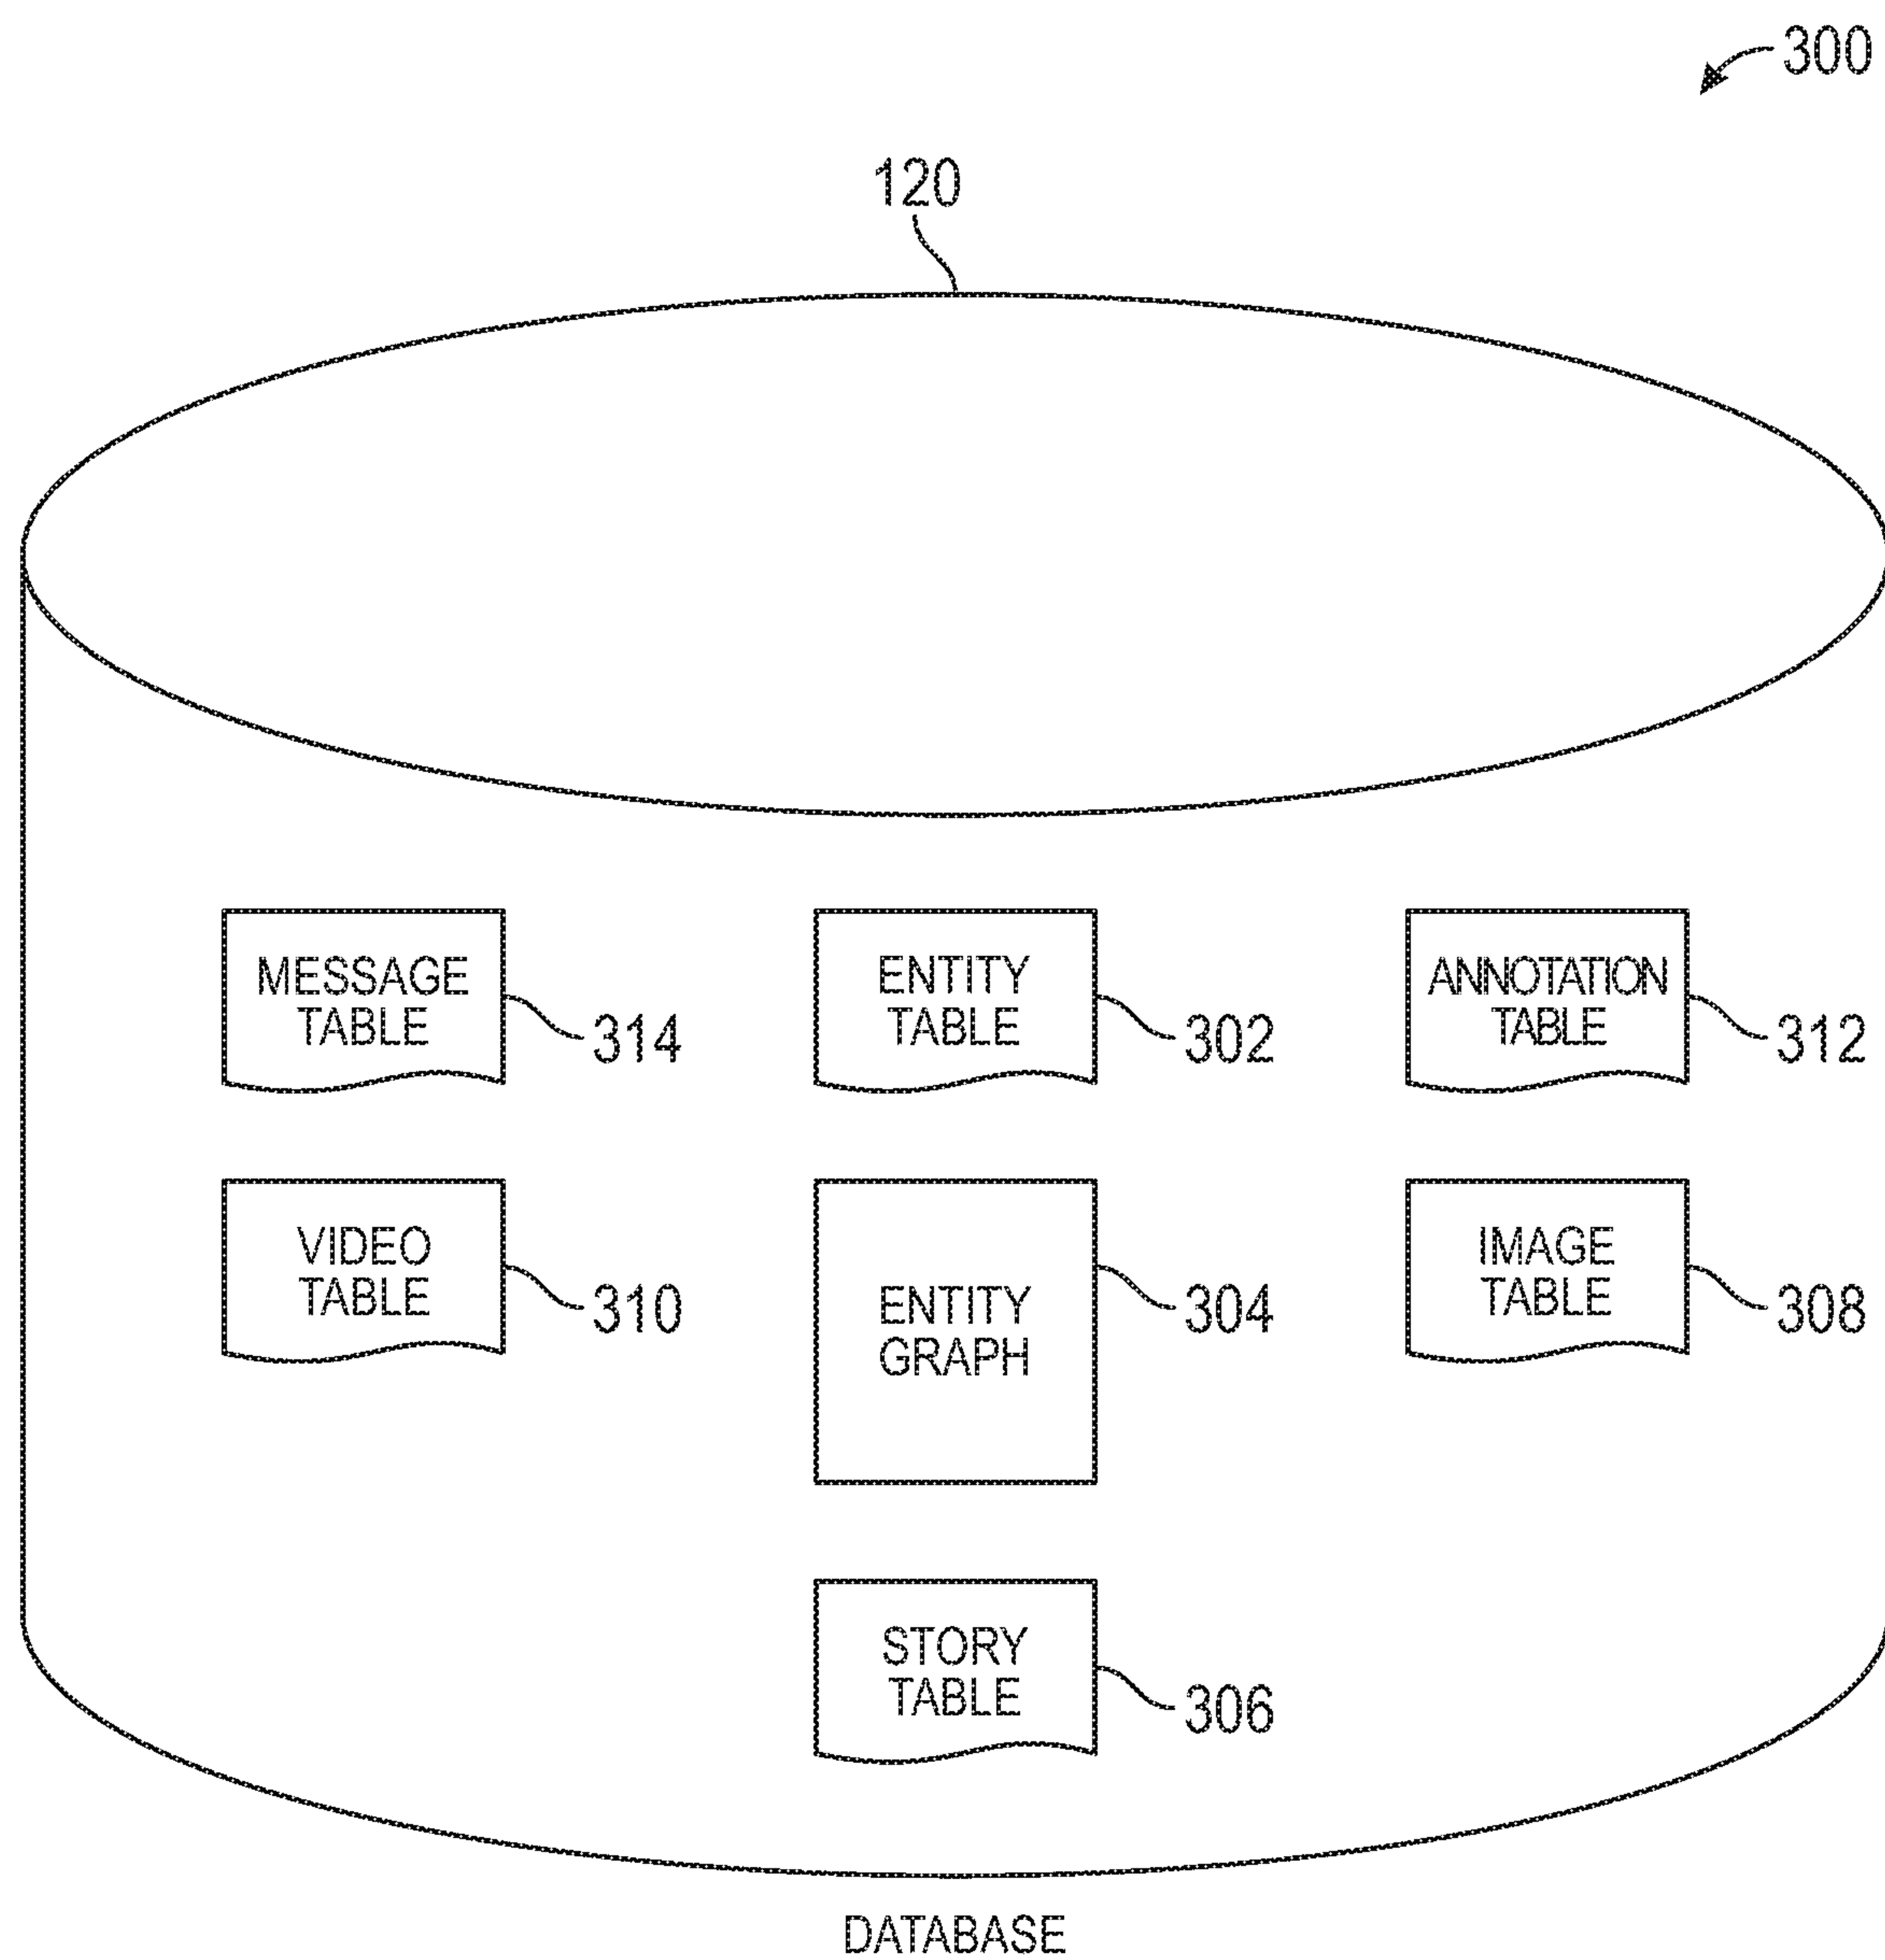 300
120
MESSAGE
TABLE
314
ENTITY
TABLE
302
ANNOTATION
TABLE
312
VIDEO
TABLE
310
ENTITY
GRAPH
304
IMAGE
TABLE
308
STORY
TABLE
306
DATABASE